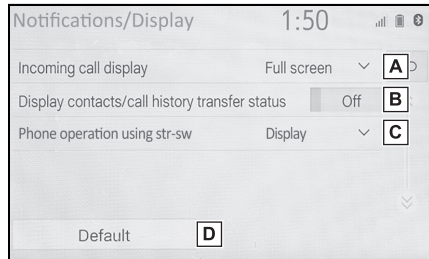 Notifications/Display 1:50
Incoming call display Full screen A
Display contacts/call history transfer status Off B
Phone operation using str-sw Display C
Default D